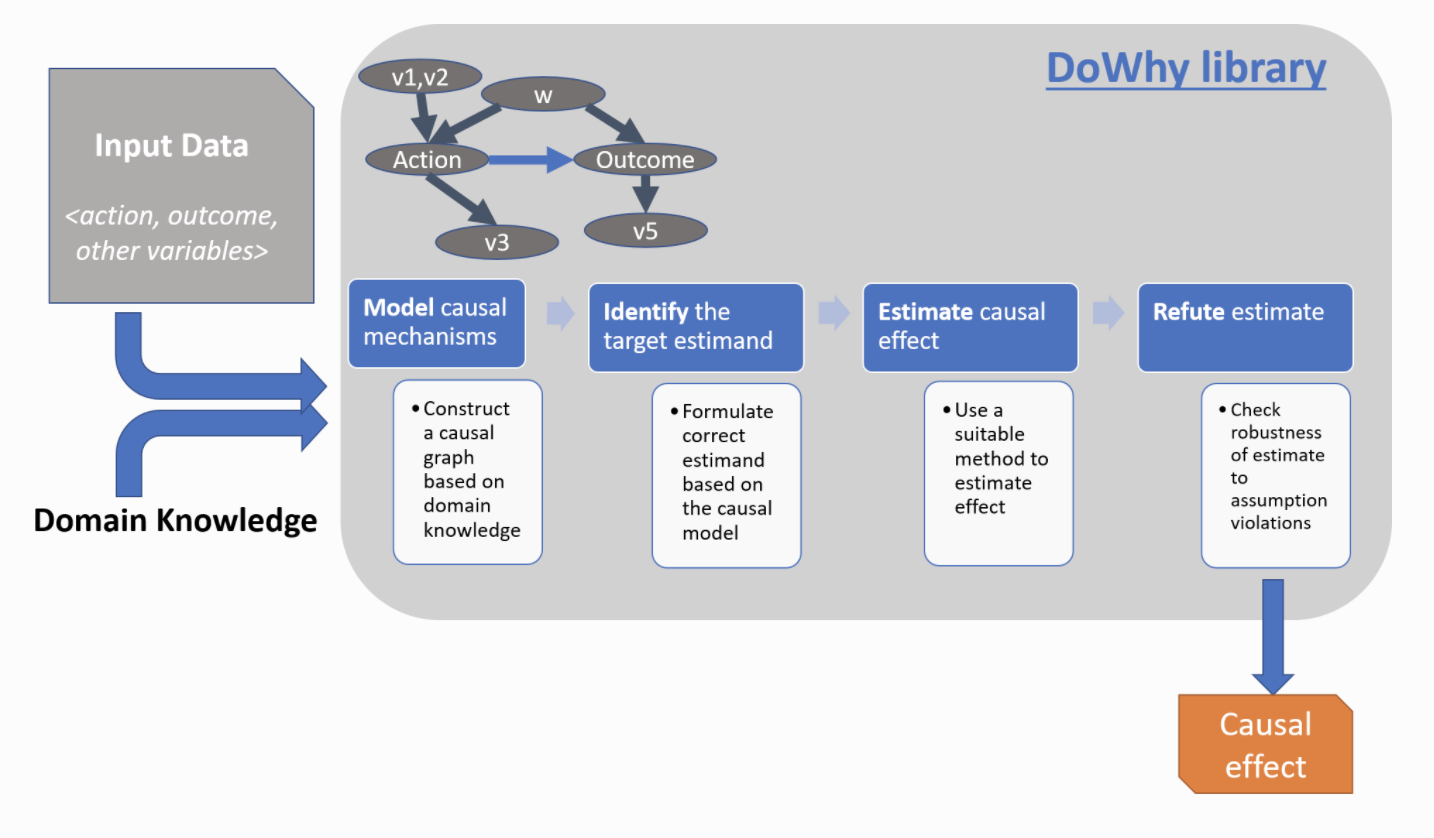 DoWhy library
Input Data
<action, outcome,
other variables>
Domain Knowledge
v1,v2
w
Action
Outcome
v3
v5
Model causal
mechanisms
• Construct
a causal
graph
based on
domain
knowledge
Identify the
target estimand
• Formulate
correct
estimand
based on
the causal
model
Estimate causal
effect
• Use a
suitable
method to
estimate
effect
Refute estimate
• Check
robustness
of estimate
to
assumption
violations
Causal
effect